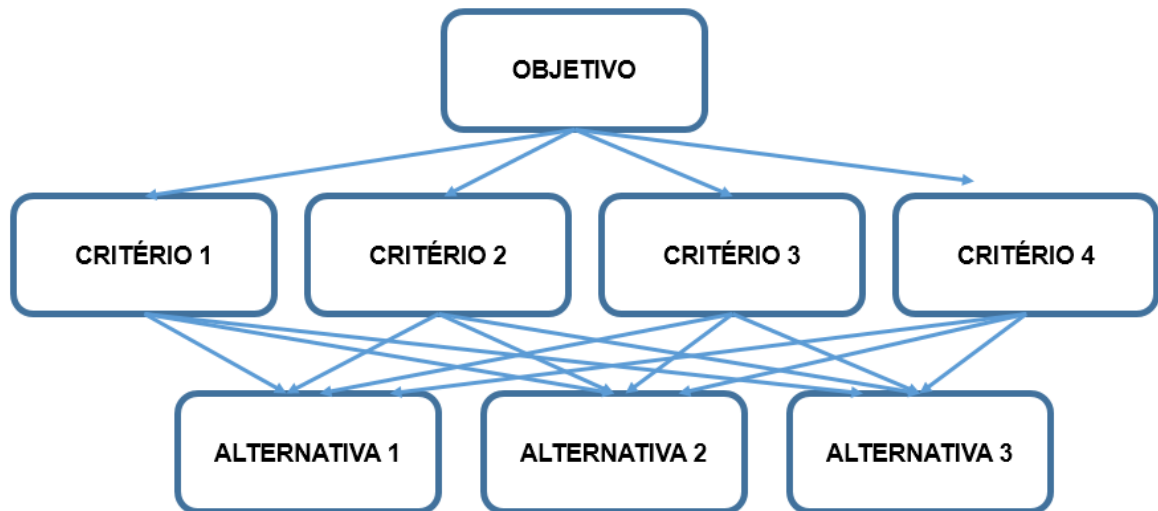 OBJETIVO
CRITÉRIO 1
CRITÉRIO 2
CRITÉRIO 3
CRITÉRIO 4
ALTERNATIVA 1
ALTERNATIVA 2
ALTERNATIVA 3